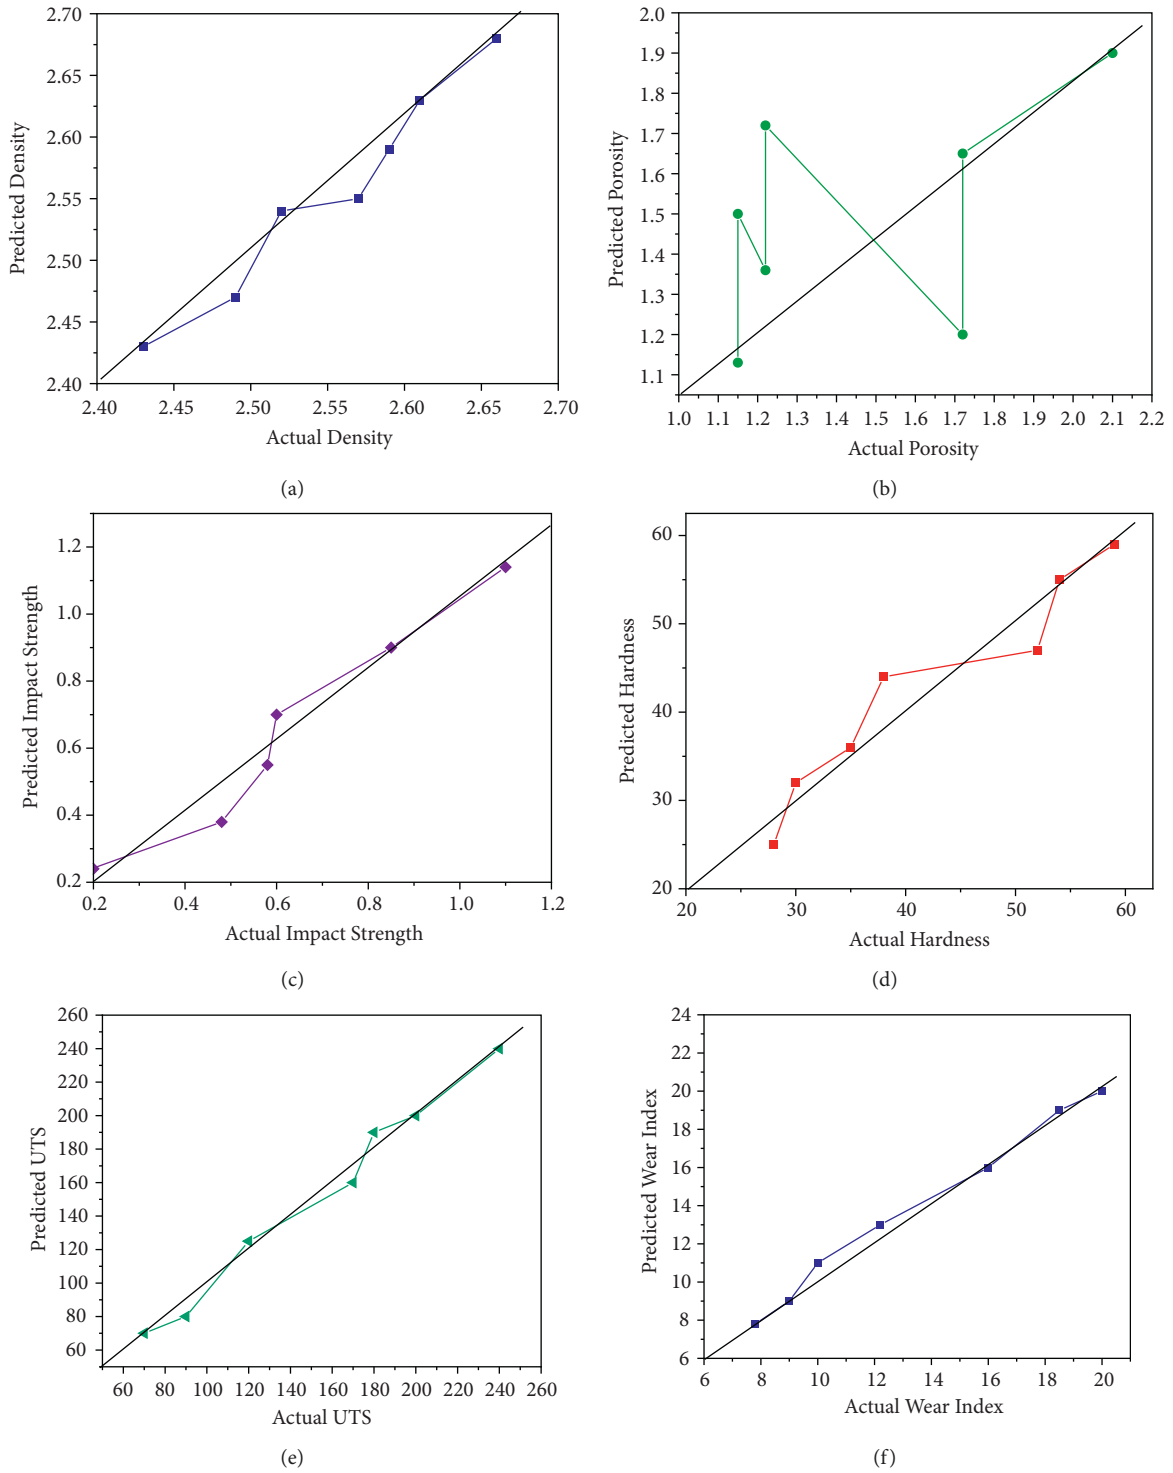 2.70
2.65
2.60
2.55
2.50
2.45
2.40
Predicted Density
2.40 2.45 2.50 2.55 2.60 2.65 2.70
Actual Density
(a)
2.0
1.9
1.8
1.7
1.6
1.5
1.4
1.3
1.2
1.1
Predicted Porosity
1.0 1.1 1.2 1.3 1.4 1.5 1.6 1.7 1.8 1.9 2.0 2.1 2.2
Actual Porosity
(b)
1.2
1.0
0.8
0.6
0.4
0.2
Predicted Impact Strength
0.2 0.4 0.6 0.8 1.0 1.2
Actual Impact Strength
(c)
60
50
40
30
20
Predicted Hardness
20 30 40 50 60
Actual Hardness
(d)
260
240
220
200
180
160
140
120
100
80
60
Predicted UTS
60 80 100 120 140 160 180 200 220 240 260
Actual UTS
(e)
24
22
20
18
16
14
12
10
8
6
Predicted Wear Index
6 8 10 12 14 16 18 20
Actual Wear Index
(f)